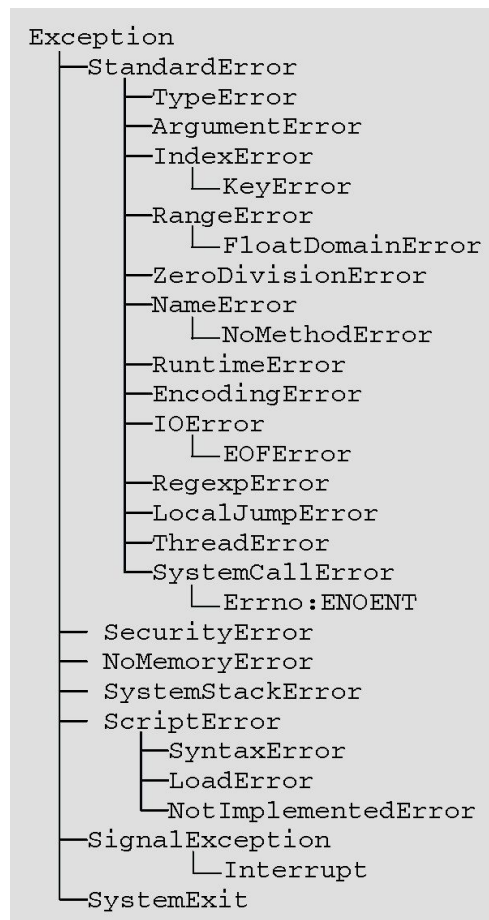 Exception
StandardError
TypeError
ArgumentError
IndexError
KeyError
RangeError
FloatDomainError
ZeroDivisionError
NameError
NoMethodError
RuntimeError
EncodingError
IOError
EOFError
RegexpError
LocalJumpError
ThreadError
SystemCallError
Errno:ENOENT
SecurityError
NoMemoryError
SystemStackError
ScriptError
SyntaxError
LoadError
NotImplementedError
SignalException
Interrupt
SystemExit